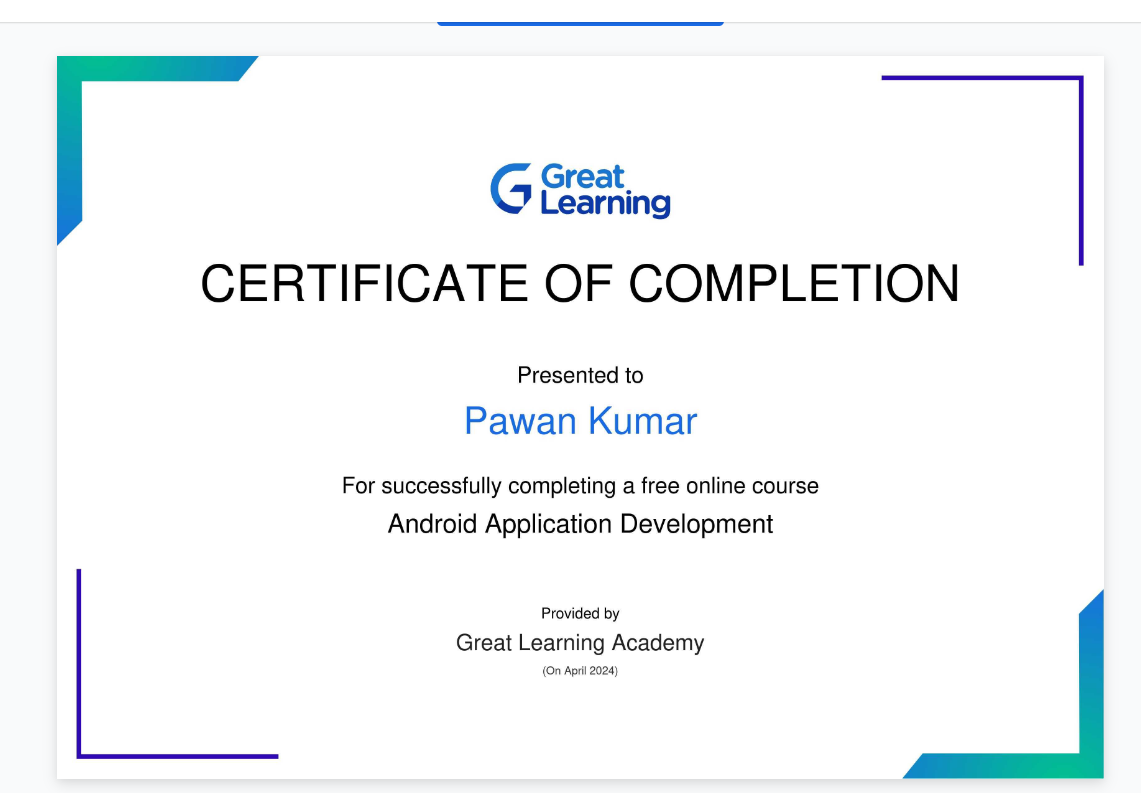 Great
Learning
CERTIFICATE OF COMPLETION
Presented to
Pawan Kumar
For successfully completing a free online course
Android Application Development
Provided by
Great Learning Academy
(On April 2024)